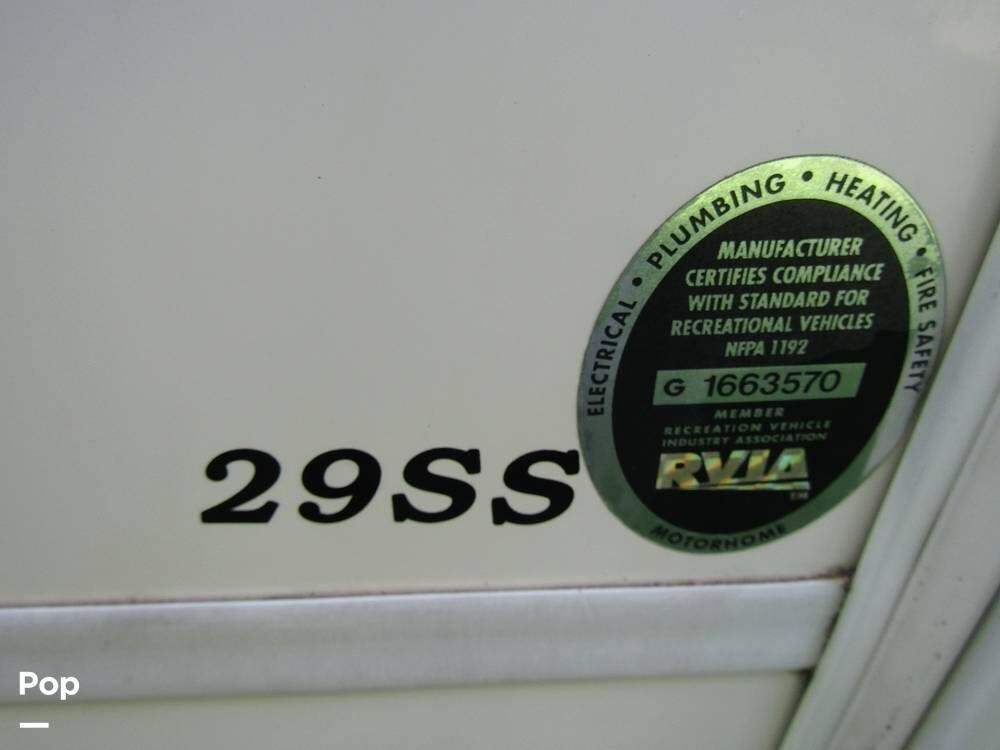 ELECTRICAL • PLUMBING • HEATING • FIRE SAFETY
MANUFACTURER
CERTIFIES COMPLIANCE
WITH STANDARD FOR
RECREATIONAL VEHICLES
NFPA 1192
G 1663570
MEMBER
RECREATION VEHICLE
INDUSTRY ASSOCIATION
RVIA
TM
MOTORHOME
29SS
Pop